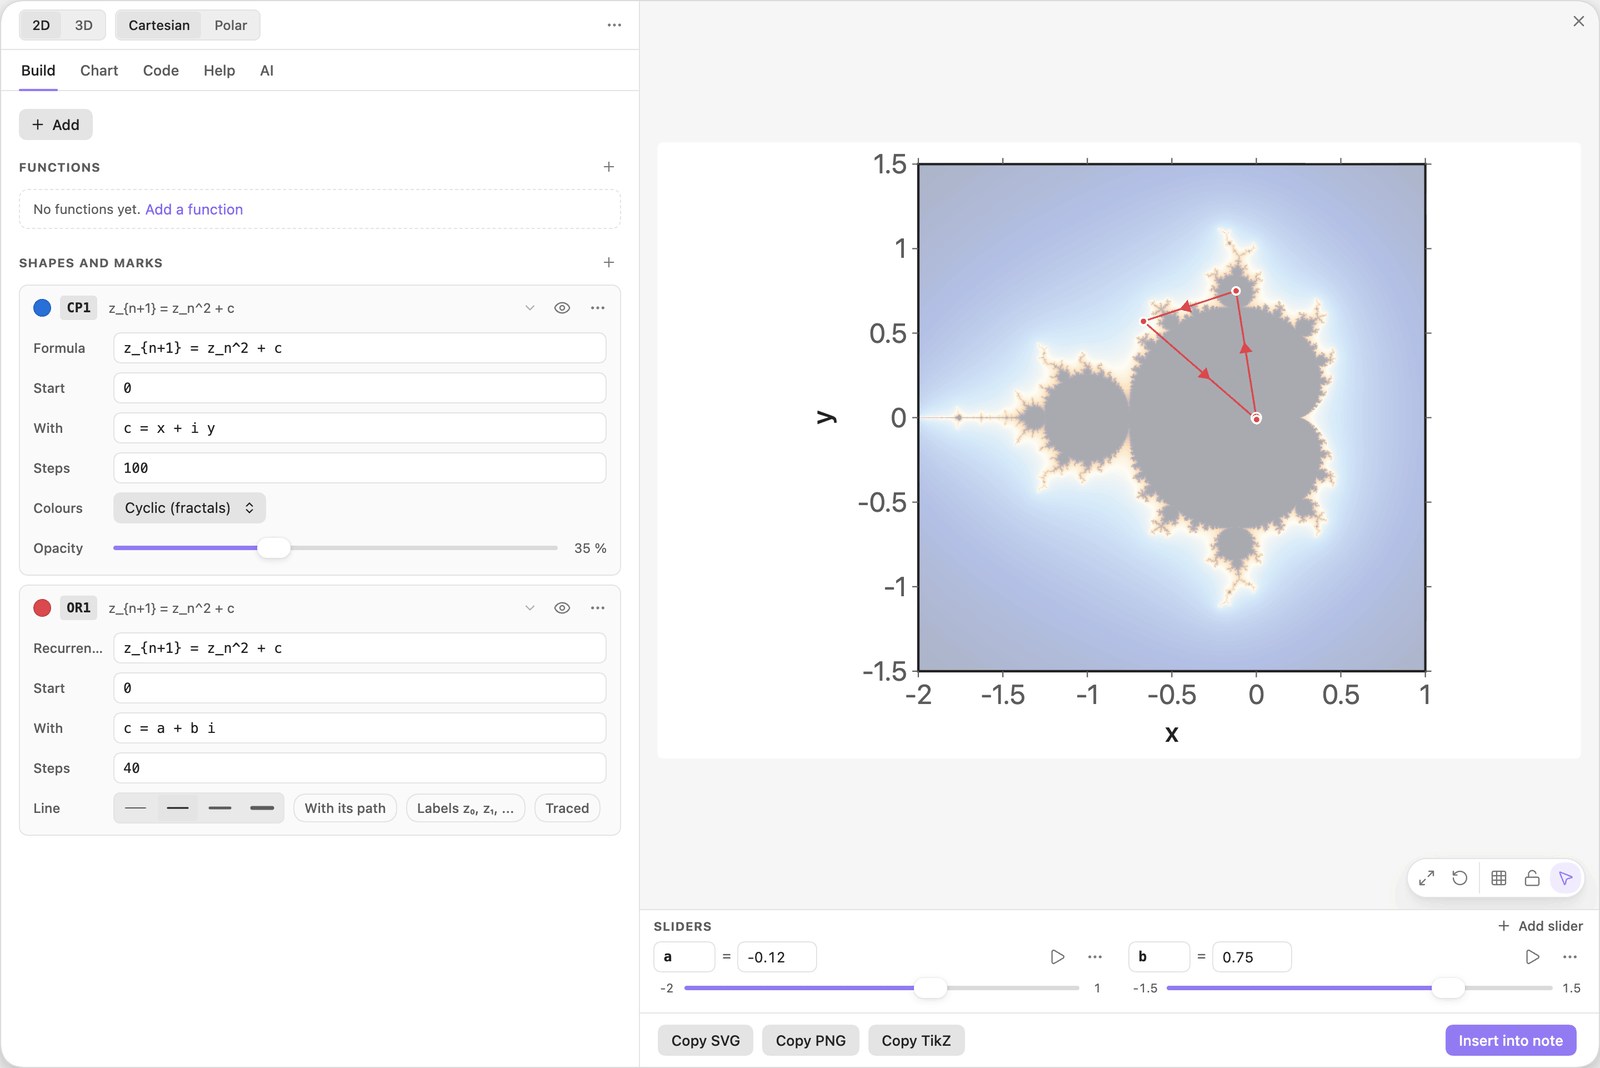 2D 3D Cartesian Polar
Build Chart Code Help AI
+ Add
FUNCTIONS
No functions yet. Add a function
SHAPES AND MARKS
CP1 z_{n+1} = z_n^2 + c
Formula z_{n+1} = z_n^2 + c
Start 0
With c = x + i y
Steps 100
Colours Cyclic (fractals)
Opacity 35 %
OR1 z_{n+1} = z_n^2 + c
Recurren... z_{n+1} = z_n^2 + c
Start 0
With c = a + b i
Steps 40
Line With its path Labels z₀, z₁, ... Traced
1.5
1
0.5
0
-0.5
-1
-1.5
y
-2 -1.5 -1 -0.5 0 0.5 1
x
SLIDERS + Add slider
a = -0.12 b = 0.75
-2 1 -1.5 1.5
Copy SVG Copy PNG Copy TikZ Insert into note